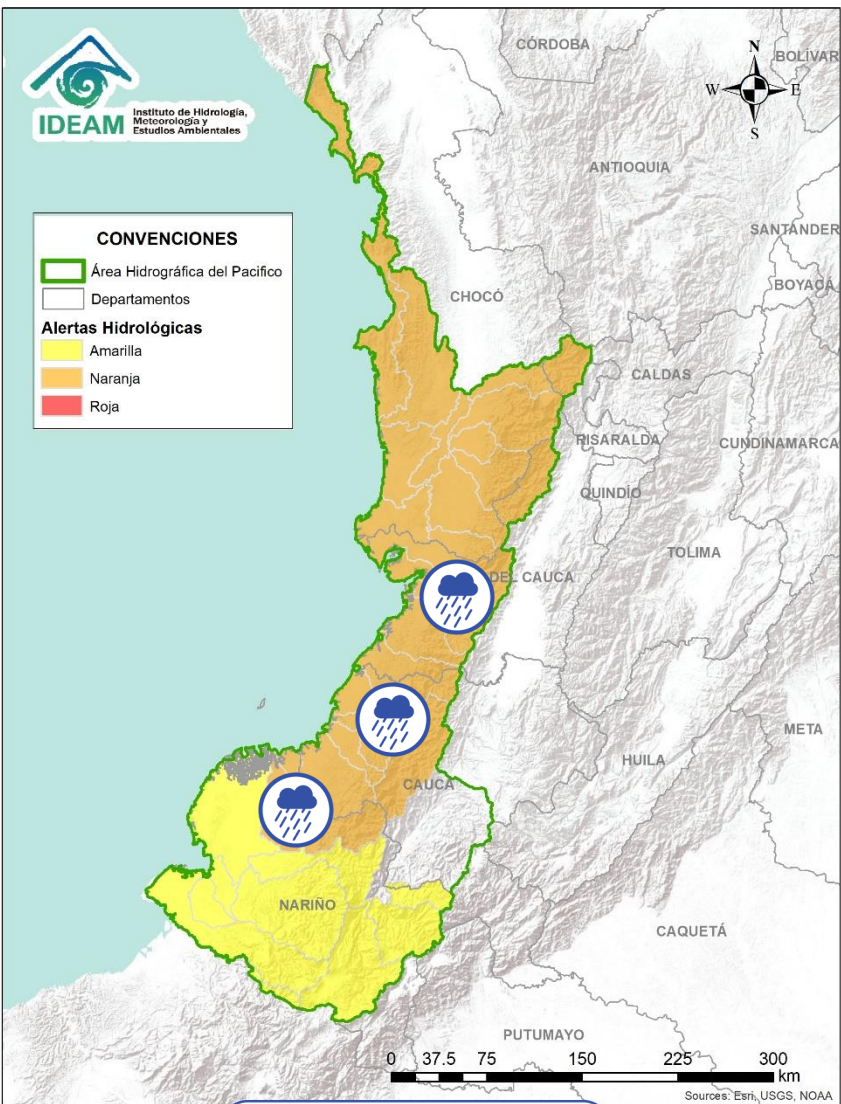 IDEAM
Instituto de Hidrología,
Meteorología y
Estudios Ambientales
CÓRDOBA
BOLÍVAR
N
W
E
S
ANTIOQUIA
SANTANDER
BOYACÁ
CONVENCIONES
Área Hidrográfica del Pacifico
Departamentos
Alertas Hidrológicas
Amarilla
Naranja
Roja
CHOCÓ
CALDAS
RISARALDA
CUNDINAMARCA
QUINDÍO
TOLIMA
DEL CAUCA
META
HUILA
CAUCA
NARIÑO
CAQUETÁ
PUTUMAYO
0 37.5 75 150 225 300
km
Sources: Esri, USGS, NOAA